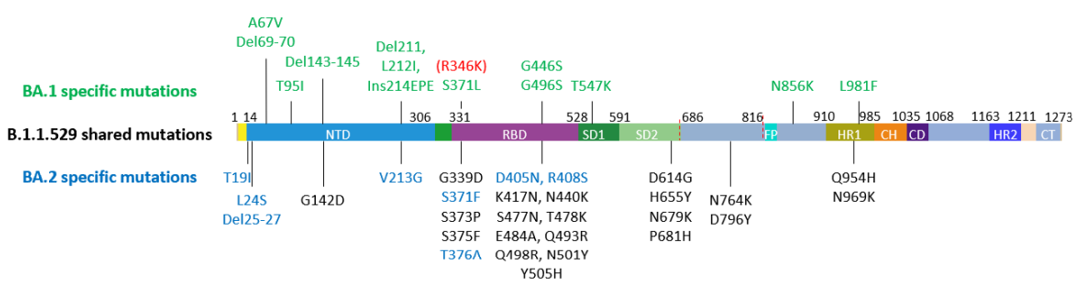 A67V
Del69-70
Del143-145
T95I
Del211,
L212I,
Ins214EPE
(R346K)
S371L
G446S
G496S
T547K
N856K
L981F
BA.1 specific mutations
1 14 306 331 528 591 686 816 910 985 1035 1068 1163 1211 1273
B.1.1.529 shared mutations
NTD RBD SD1 SD2 FP HR1 CH CD HR2 CT
BA.2 specific mutations
T19I
L24S
Del25-27
G142D
V213G
G339D
S371F
S373P
S375F
T376A
D405N, R408S
K417N, N440K
S477N, T478K
E484A, Q493R
Q498R, N501Y
Y505H
D614G
H655Y
N679K
P681H
N764K
D796Y
Q954H
N969K